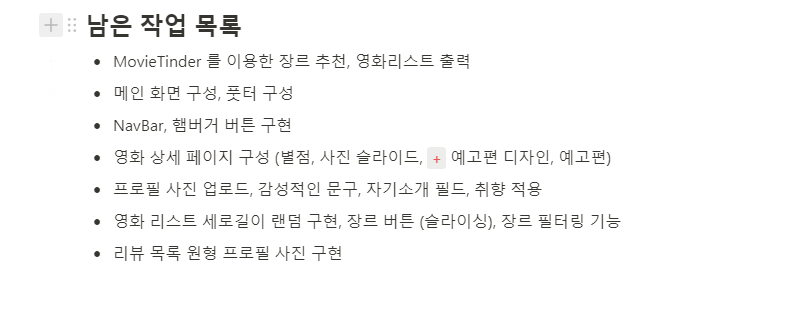 남은 작업 목록
• MovieTinder 를 이용한 장르 추천, 영화리스트 출력
• 메인 화면 구성, 풋터 구성
• NavBar, 햄버거 버튼 구현
• 영화 상세 페이지 구성 (별점, 사진 슬라이드, + 예고편 디자인, 예고편)
• 프로필 사진 업로드, 감성적인 문구, 자기소개 필드, 취향 적용
• 영화 리스트 세로길이 랜덤 구현, 장르 버튼 (슬라이싱), 장르 필터링 기능
• 리뷰 목록 원형 프로필 사진 구현